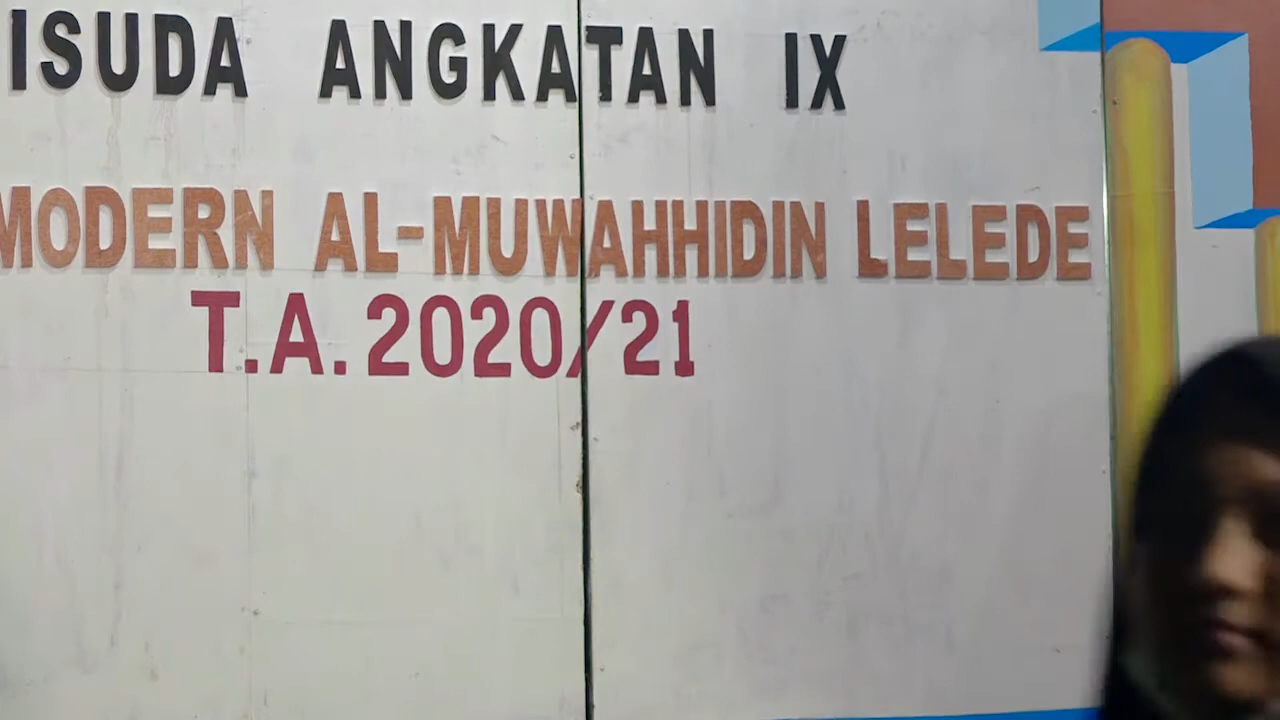 ISUDA ANGKATAN IX
MODERN AL-MUWAHHIDIN LELEDE
T.A. 2020/21